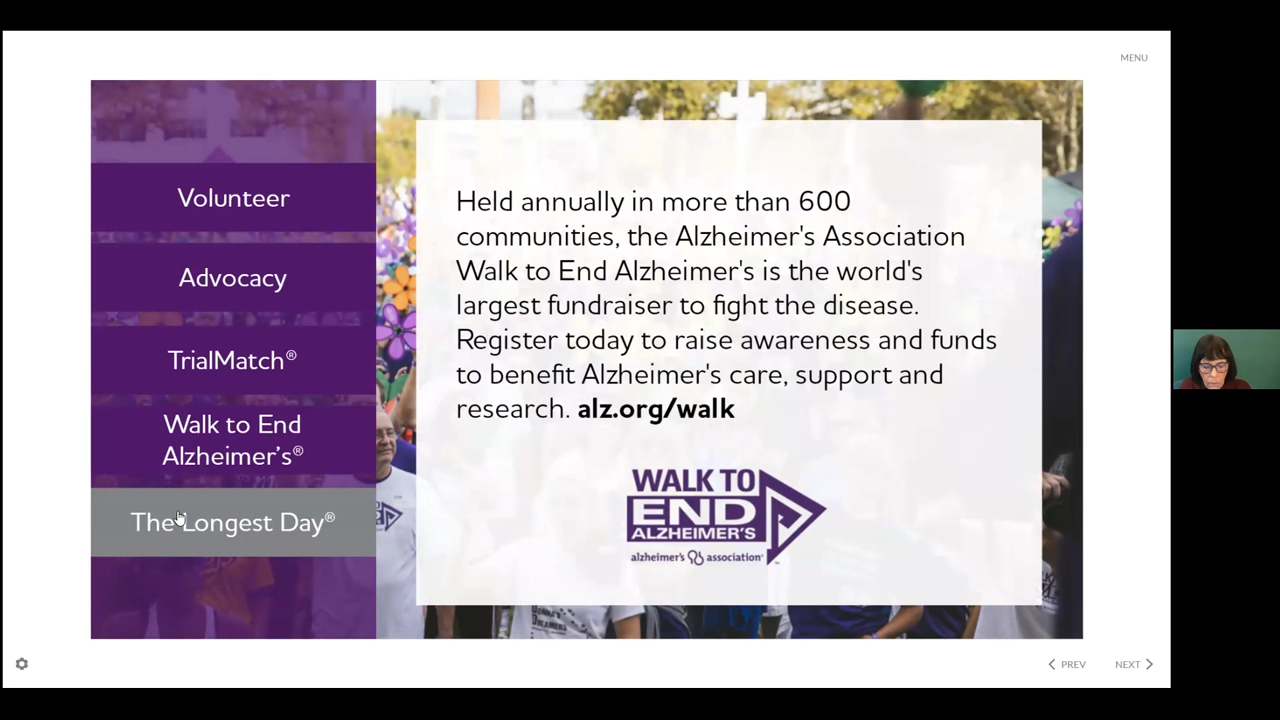 MENU
Volunteer
Advocacy
TrialMatch®
Walk to End
Alzheimer's®
The Longest Day®
Held annually in more than 600
communities, the Alzheimer's Association
Walk to End Alzheimer's is the world's
largest fundraiser to fight the disease.
Register today to raise awareness and funds
to benefit Alzheimer's care, support and
research. alz.org/walk
WALK TO
END
ALZHEIMER'S
alzheimer's association
DREAMERS
PREV
NEXT